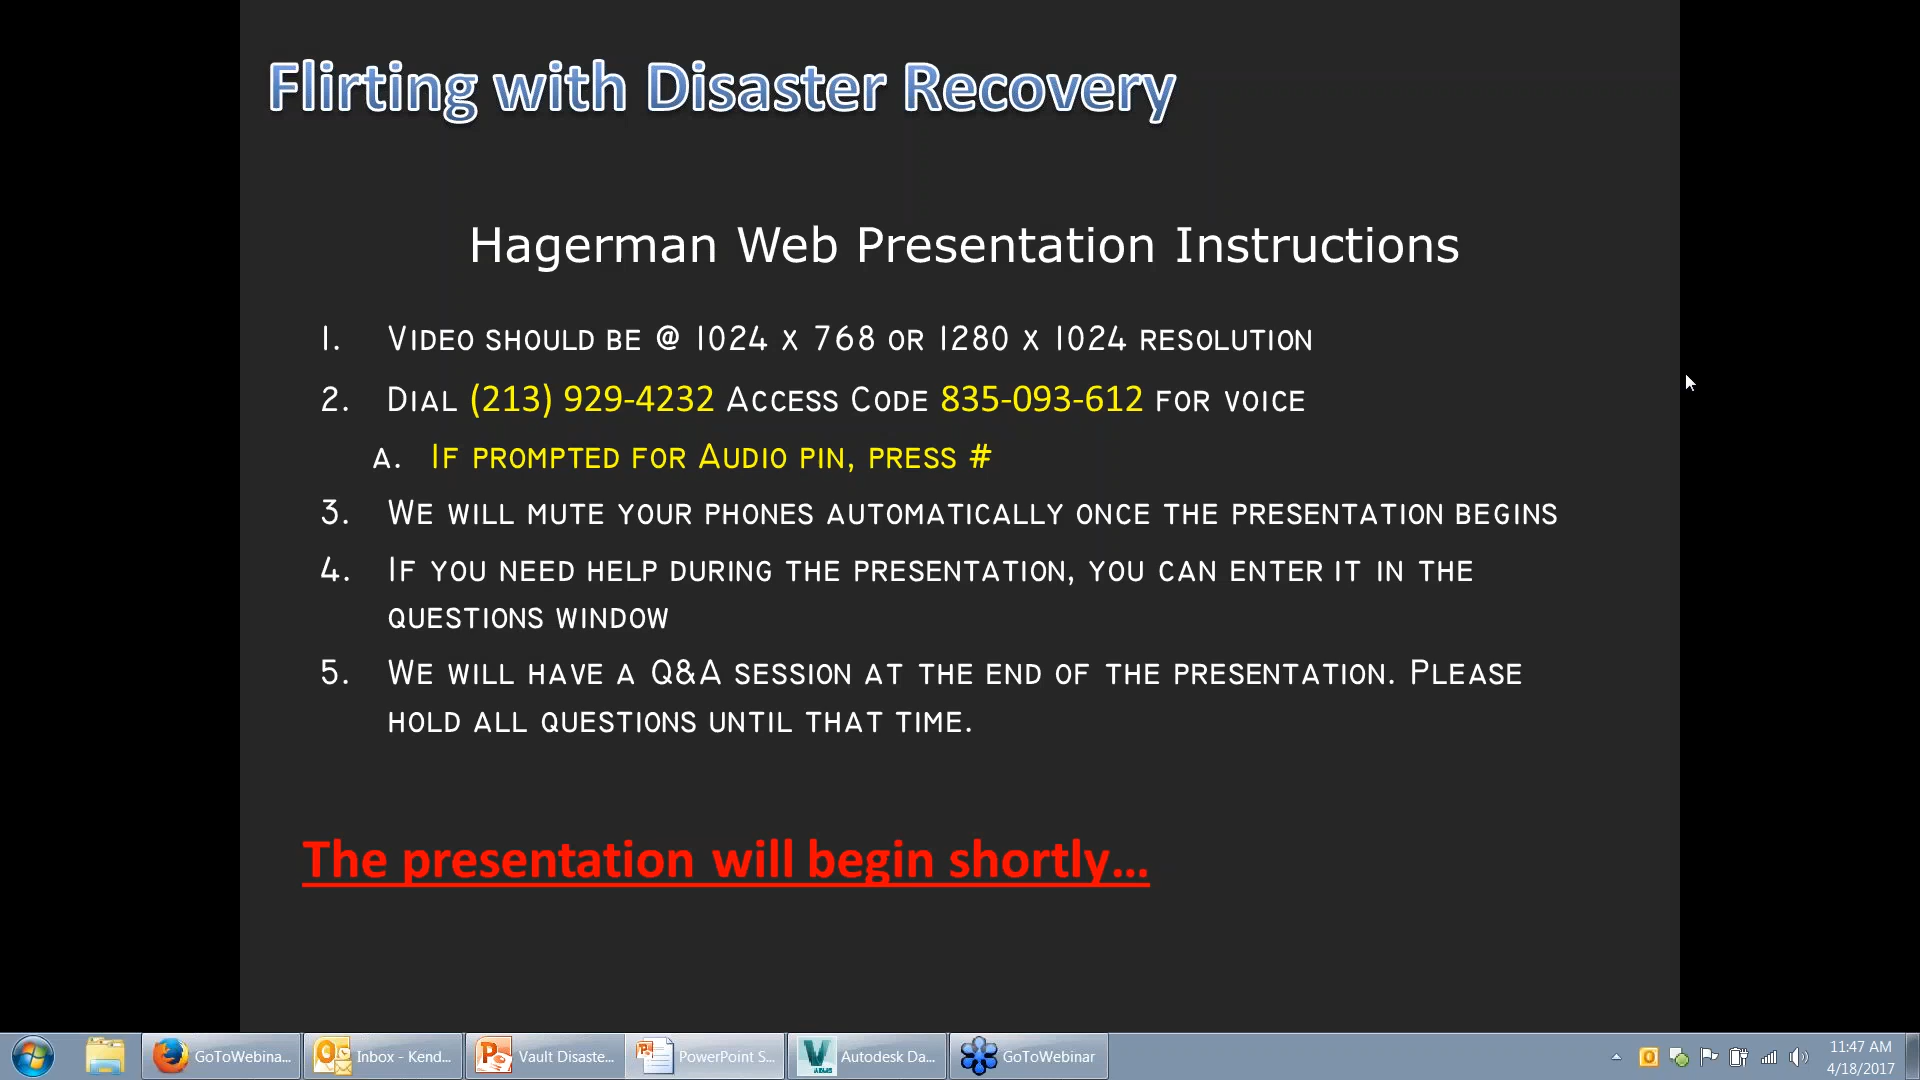 Flirting with Disaster Recovery
Hagerman Web Presentation Instructions
1. Video should be @ 1024 x 768 or 1280 x 1024 resolution
2. Dial (213) 929-4232 Access Code 835-093-612 for voice
A. If prompted for Audio pin, press #
3. We will mute your phones automatically once the presentation begins
4. If you need help during the presentation, you can enter it in the
questions window
5. We will have a Q&A session at the end of the presentation. Please
hold all questions until that time.
The presentation will begin shortly...
GoToWebina... Inbox - Kend... Vault Disaste... PowerPoint S... Autodesk Da... GoToWebinar
11:47 AM
4/18/2017